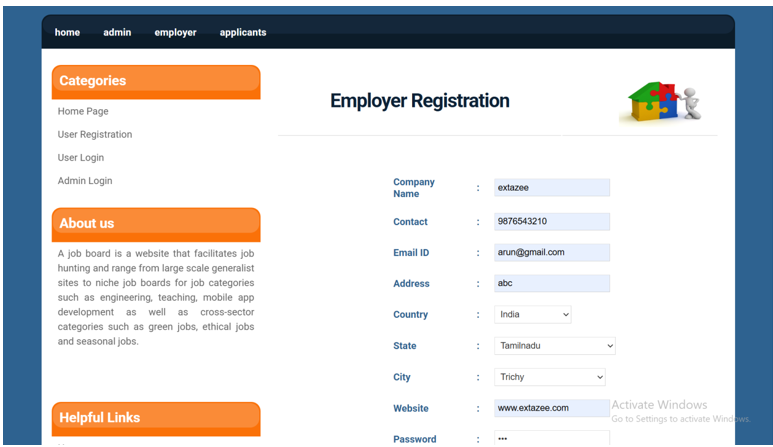 home admin employer applicants
Categories
Home Page
User Registration
User Login
Admin Login
About us
A job board is a website that facilitates job
hunting and range from large scale generalist
sites to niche job boards for job categories
such as engineering, teaching, mobile app
development as well as cross-sector
categories such as green jobs, ethical jobs
and seasonal jobs.
Helpful Links
Employer Registration
Company
Name : extazee
Contact : 9876543210
Email ID : arun@gmail.com
Address : abc
Country : India
State : Tamilnadu
City : Trichy
Website : www.extazee.com
Password : •••
Activate Windows
Go to Settings to activate Windows.